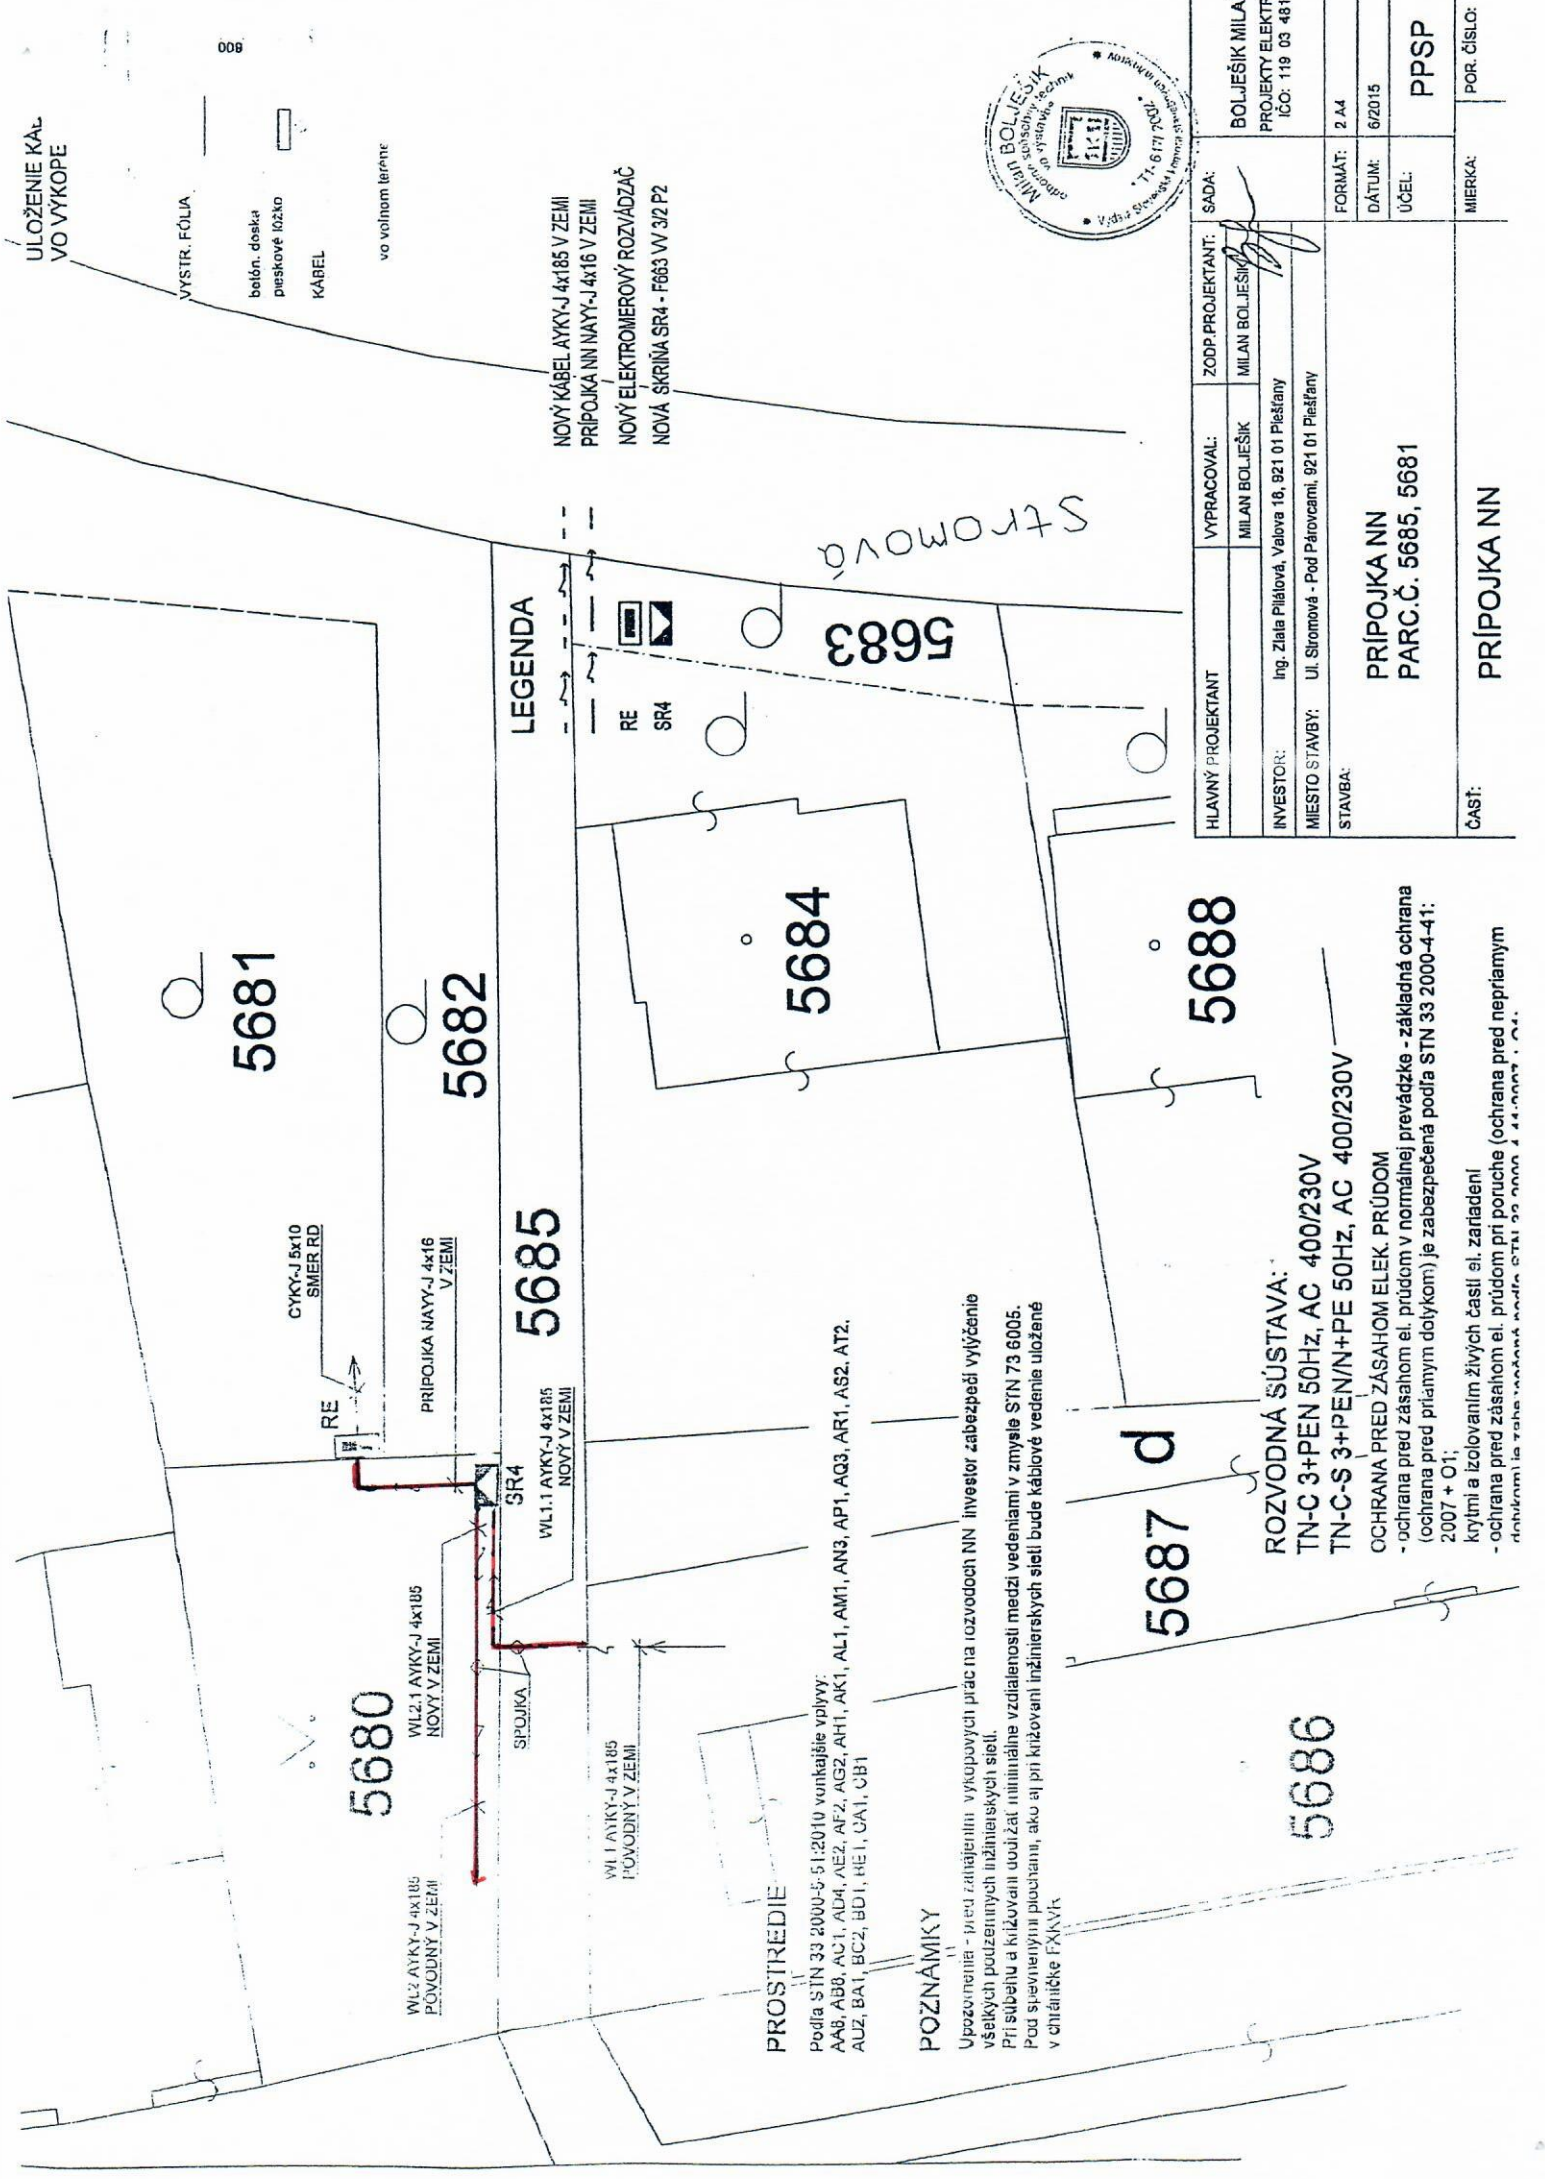 ULOŽENIE KÁB
VO VÝKOPE
VYSTR. FÓLIA
betón. doska
pieskové lôžko
KÁBEL
800
vo volnom teréne
5681
5682
CYKY-J 5x10
SMER RD
RE
PRÍPOJKA NAYY-J 4x16
V ZEMI
5685
SR4
WL1.1 AYKY-J 4x185
NOVÝ V ZEMI
5680
WL2.1 AYKY-J 4x185
NOVÝ V ZEMI
SPOJKA
WL2 AYKY-J 4x185
PÔVODNÝ V ZEMI
WL1 AYKY-J 4x185
PÔVODNÝ V ZEMI
LEGENDA
NOVÝ KÁBEL AYKY-J 4x185 V ZEMI
PRÍPOJKA NN NAYY-J 4x16 V ZEMI
RE NOVÝ ELEKTROMEROVÝ ROZVÁDZAČ
SR4 NOVÁ SKRIŇA SR4 - F663 VV 3/2 P2
5683
Stromová
5684
5688
5687 d
5686
PROSTREDIE
Podľa STN 33 2000-5-51:2010 vonkajšie vplyvy:
AA8, AB8, AC1, AD4, AE2, AF2, AG2, AH1, AK1, AL1, AM1, AN3, AP1, AQ3, AR1, AS2, AT2,
AU2, BA1, BC2, BD1, BE1, CA1, CB1
POZNÁMKY
Upozornenie - pred zahájením výkopových prác na rozvodoch NN investor zabezpečí vytýčenie
všetkých podzemných inžinierskych sietí.
Pri súbehu a križovaní dodržať minimálne vzdialenosti medzi vedeniami v zmysle STN 73 6005.
Pod spevnenými plochami, ako aj pri križovaní inžinierskych sietí bude káblové vedenie uložené
v chráničke FXKVR
ROZVODNÁ SÚSTAVA:
TN-C 3+PEN 50Hz, AC 400/230V
TN-C-S 3+PEN/N+PE 50Hz, AC 400/230V
OCHRANA PRED ZÁSAHOM ELEK. PRÚDOM
- ochrana pred zásahom el. prúdom v normálnej prevádzke - základná ochrana
(ochrana pred priamym dotykom) je zabezpečená podľa STN 33 2000-4-41:
2007 + O1;
krytmi a izolovaním živých častí el. zariadení
- ochrana pred zásahom el. prúdom pri poruche (ochrana pred nepriamym
Milan BOLJEŠIK
odborne spôsobilý technik
vo výstavbe
HLAVNÝ PROJEKTANT
VYPRACOVAL:
ZODP.PROJEKTANT:
SADA:
MILAN BOLJEŠIK
MILAN BOLJEŠIK
BOLJEŠIK MILA
PROJEKTY ELEKTR
IČO: 119 03 481
INVESTOR: Ing. Zlata Pilátová, Valova 18, 921 01 Piešťany
MIESTO STAVBY: Ul. Stromová - Pod Párovcami, 921 01 Piešťany
STAVBA:
PRÍPOJKA NN
PARC.Č. 5685, 5681
FORMÁT: 2 A4
DÁTUM: 6/2015
ÚČEL: PPSP
ČASŤ:
PRÍPOJKA NN
MIERKA:
POR. ČÍSLO: